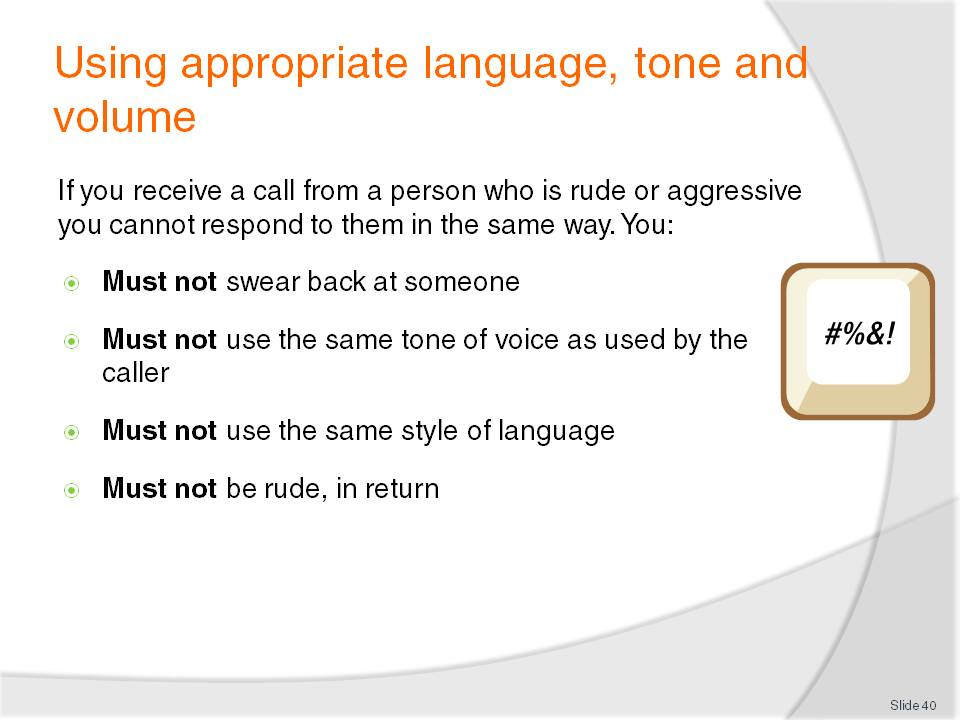 Using appropriate language, tone and
volume
If you receive a call from a person who is rude or aggressive
you cannot respond to them in the same way. You:
Must not swear back at someone
Must not use the same tone of voice as used by the
caller
Must not use the same style of language
Must not be rude, in return
#%&!
Slide 40